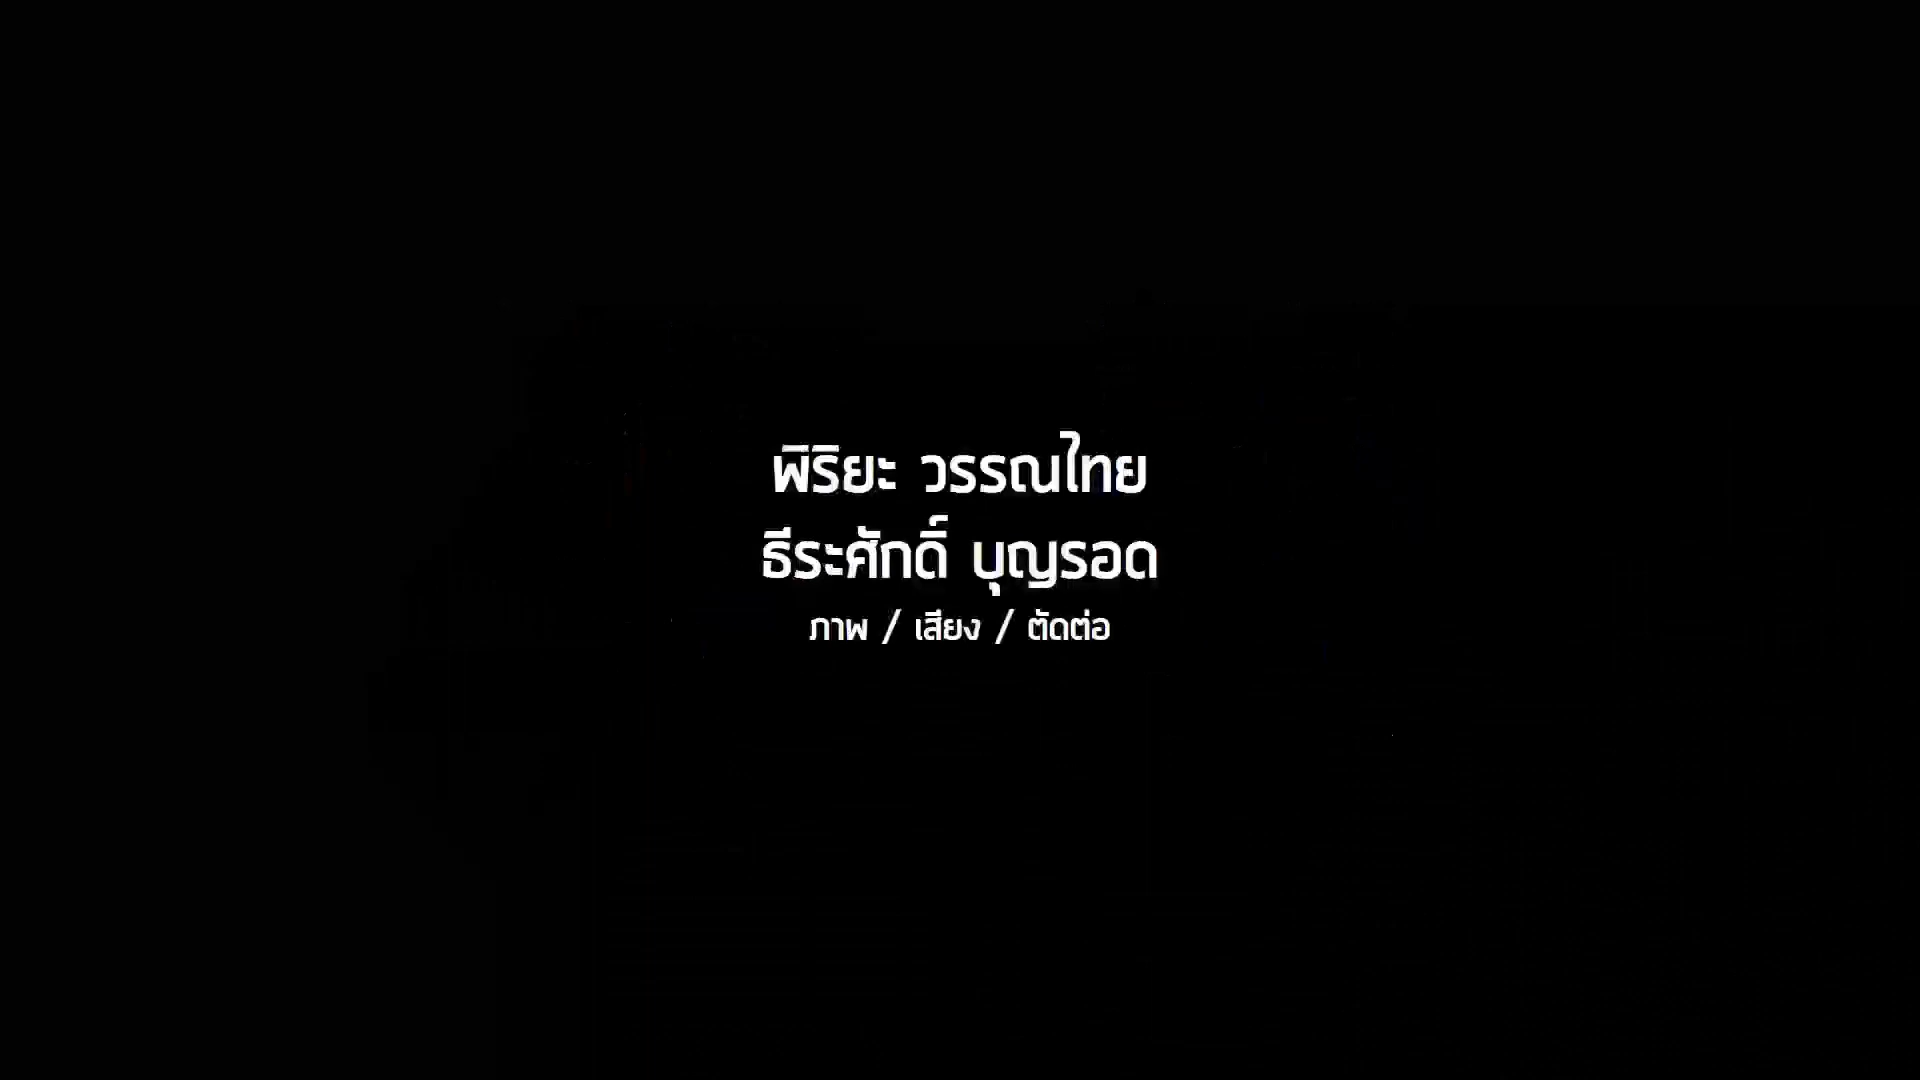 พิริยะ วรรณไทย
ธีระศักดิ์ บุญรอด
ภาพ / เสียง / ตัดต่อ